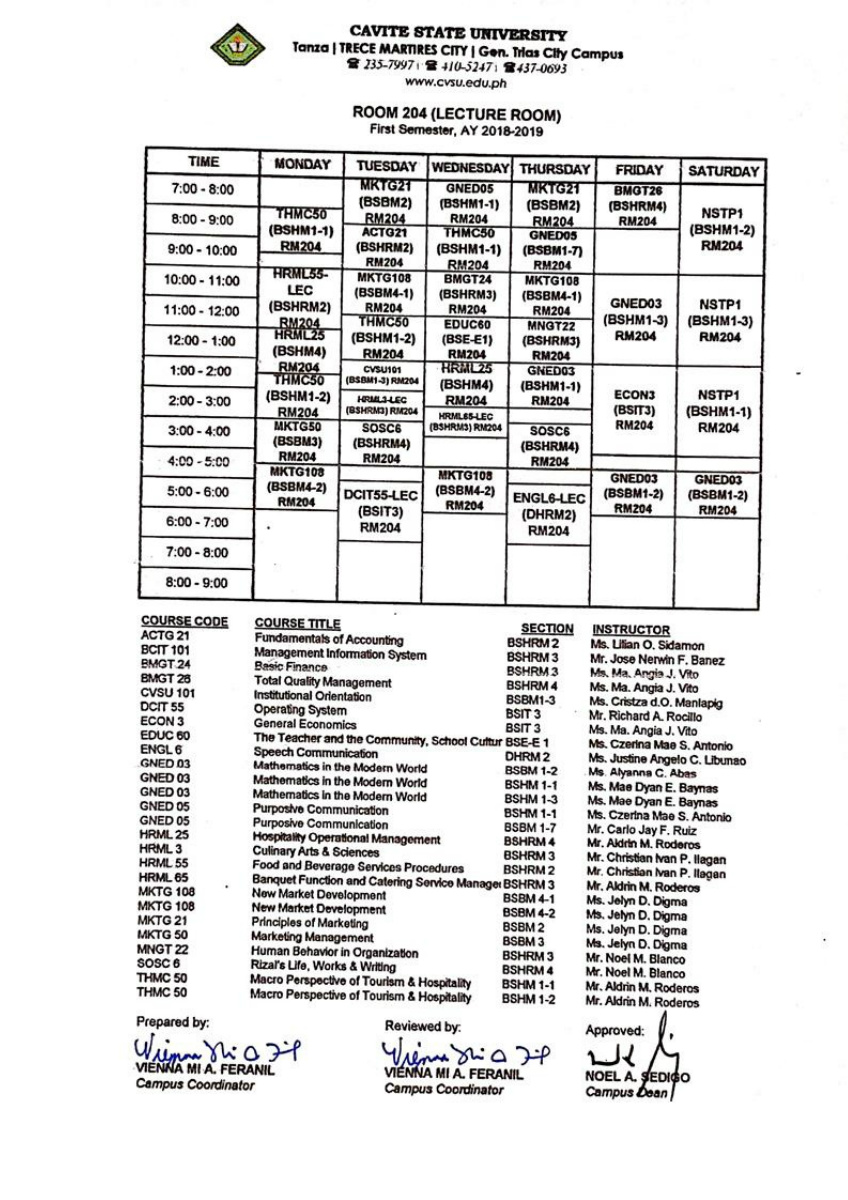 CAVITE STATE UNIVERSITY
Tanza | TRECE MARTIRES CITY | Gen. Trias City Campus
☎ 235-7997 | ☎ 410-5247 | ☎437-0693
www.cvsu.edu.ph
ROOM 204 (LECTURE ROOM)
First Semester, AY 2018-2019
TIME MONDAY TUESDAY WEDNESDAY THURSDAY FRIDAY SATURDAY
7:00 - 8:00
8:00 - 9:00
9:00 - 10:00
10:00 - 11:00
11:00 - 12:00
12:00 - 1:00
1:00 - 2:00
2:00 - 3:00
3:00 - 4:00
4:00 - 5:00
5:00 - 6:00
6:00 - 7:00
7:00 - 8:00
8:00 - 9:00
THMC50
(BSHM1-1)
RM204
HRML55-
LEC
(BSHRM2)
RM204
HRML25
(BSHM4)
RM204
THMC50
(BSHM1-2)
RM204
MKTG50
(BSBM3)
RM204
MKTG108
(BSBM4-2)
RM204
MKTG21
(BSBM2)
RM204
ACTG21
(BSHRM2)
RM204
MKTG108
(BSBM4-1)
RM204
THMC50
(BSHM1-2)
RM204
CVSU101
(BSBM1-3) RM204
HRML3-LEC
(BSHRM3) RM204
SOSC6
(BSHRM4)
RM204
DCIT55-LEC
(BSIT3)
RM204
GNED05
(BSHM1-1)
RM204
THMC50
(BSHM1-1)
RM204
BMGT24
(BSHRM3)
RM204
EDUC60
(BSE-E1)
RM204
HRML25
(BSHM4)
RM204
HRML65-LEC
(BSHRM3) RM204
MKTG108
(BSBM4-2)
RM204
MKTG21
(BSBM2)
RM204
GNED05
(BSBM1-7)
RM204
MKTG108
(BSBM4-1)
RM204
MNGT22
(BSHRM3)
RM204
GNED03
(BSHM1-1)
RM204
SOSC6
(BSHRM4)
RM204
ENGL6-LEC
(DHRM2)
RM204
BMGT26
(BSHRM4)
RM204
GNED03
(BSHM1-3)
RM204
ECON3
(BSIT3)
RM204
GNED03
(BSBM1-2)
RM204
NSTP1
(BSHM1-2)
RM204
NSTP1
(BSHM1-3)
RM204
NSTP1
(BSHM1-1)
RM204
GNED03
(BSBM1-2)
RM204
COURSE CODE COURSE TITLE SECTION INSTRUCTOR
ACTG 21 Fundamentals of Accounting BSHRM 2 Ms. Lilian O. Sidamon
BCIT 101 Management Information System BSHRM 3 Mr. Jose Nerwin F. Banez
BMGT 24 Basic Finance BSHRM 3 Ms. Ma. Angia J. Vito
BMGT 26 Total Quality Management BSHRM 4 Ms. Ma. Angia J. Vito
CVSU 101 Institutional Orientation BSBM1-3 Ms. Cristza d.O. Manlapig
DCIT 55 Operating System BSIT 3 Mr. Richard A. Rocillo
ECON 3 General Economics BSIT 3 Ms. Ma. Angia J. Vito
EDUC 60 The Teacher and the Community, School Cultur BSE-E 1 Ms. Czerina Mae S. Antonio
ENGL 6 Speech Communication DHRM 2 Ms. Justine Angelo C. Libunao
GNED 03 Mathematics in the Modern World BSBM 1-2 Ms. Alyanna C. Abas
GNED 03 Mathematics in the Modern World BSHM 1-1 Ms. Mae Dyan E. Baynas
GNED 03 Mathematics in the Modern World BSHM 1-3 Ms. Mae Dyan E. Baynas
GNED 05 Purposive Communication BSHM 1-1 Ms. Czerina Mae S. Antonio
GNED 05 Purposive Communication BSBM 1-7 Mr. Carlo Jay F. Ruiz
HRML 25 Hospitality Operational Management BSHRM 4 Mr. Aldrin M. Roderos
HRML 3 Culinary Arts & Sciences BSHRM 3 Mr. Christian Ivan P. Ilagan
HRML 55 Food and Beverage Services Procedures BSHRM 2 Mr. Christian Ivan P. Ilagan
HRML 65 Banquet Function and Catering Service Manager BSHRM 3 Mr. Aldrin M. Roderos
MKTG 108 New Market Development BSBM 4-1 Ms. Jelyn D. Digma
MKTG 108 New Market Development BSBM 4-2 Ms. Jelyn D. Digma
MKTG 21 Principles of Marketing BSBM 2 Ms. Jelyn D. Digma
MKTG 50 Marketing Management BSBM 3 Ms. Jelyn D. Digma
MNGT 22 Human Behavior in Organization BSHRM 3 Mr. Noel M. Blanco
SOSC 6 Rizal's Life, Works & Writing BSHRM 4 Mr. Noel M. Blanco
THMC 50 Macro Perspective of Tourism & Hospitality BSHM 1-1 Mr. Aldrin M. Roderos
THMC 50 Macro Perspective of Tourism & Hospitality BSHM 1-2 Mr. Aldrin M. Roderos
Prepared by: Reviewed by: Approved:
VIENNA MI A. FERANIL VIENNA MI A. FERANIL NOEL A. SEDIGO
Campus Coordinator Campus Coordinator Campus Dean